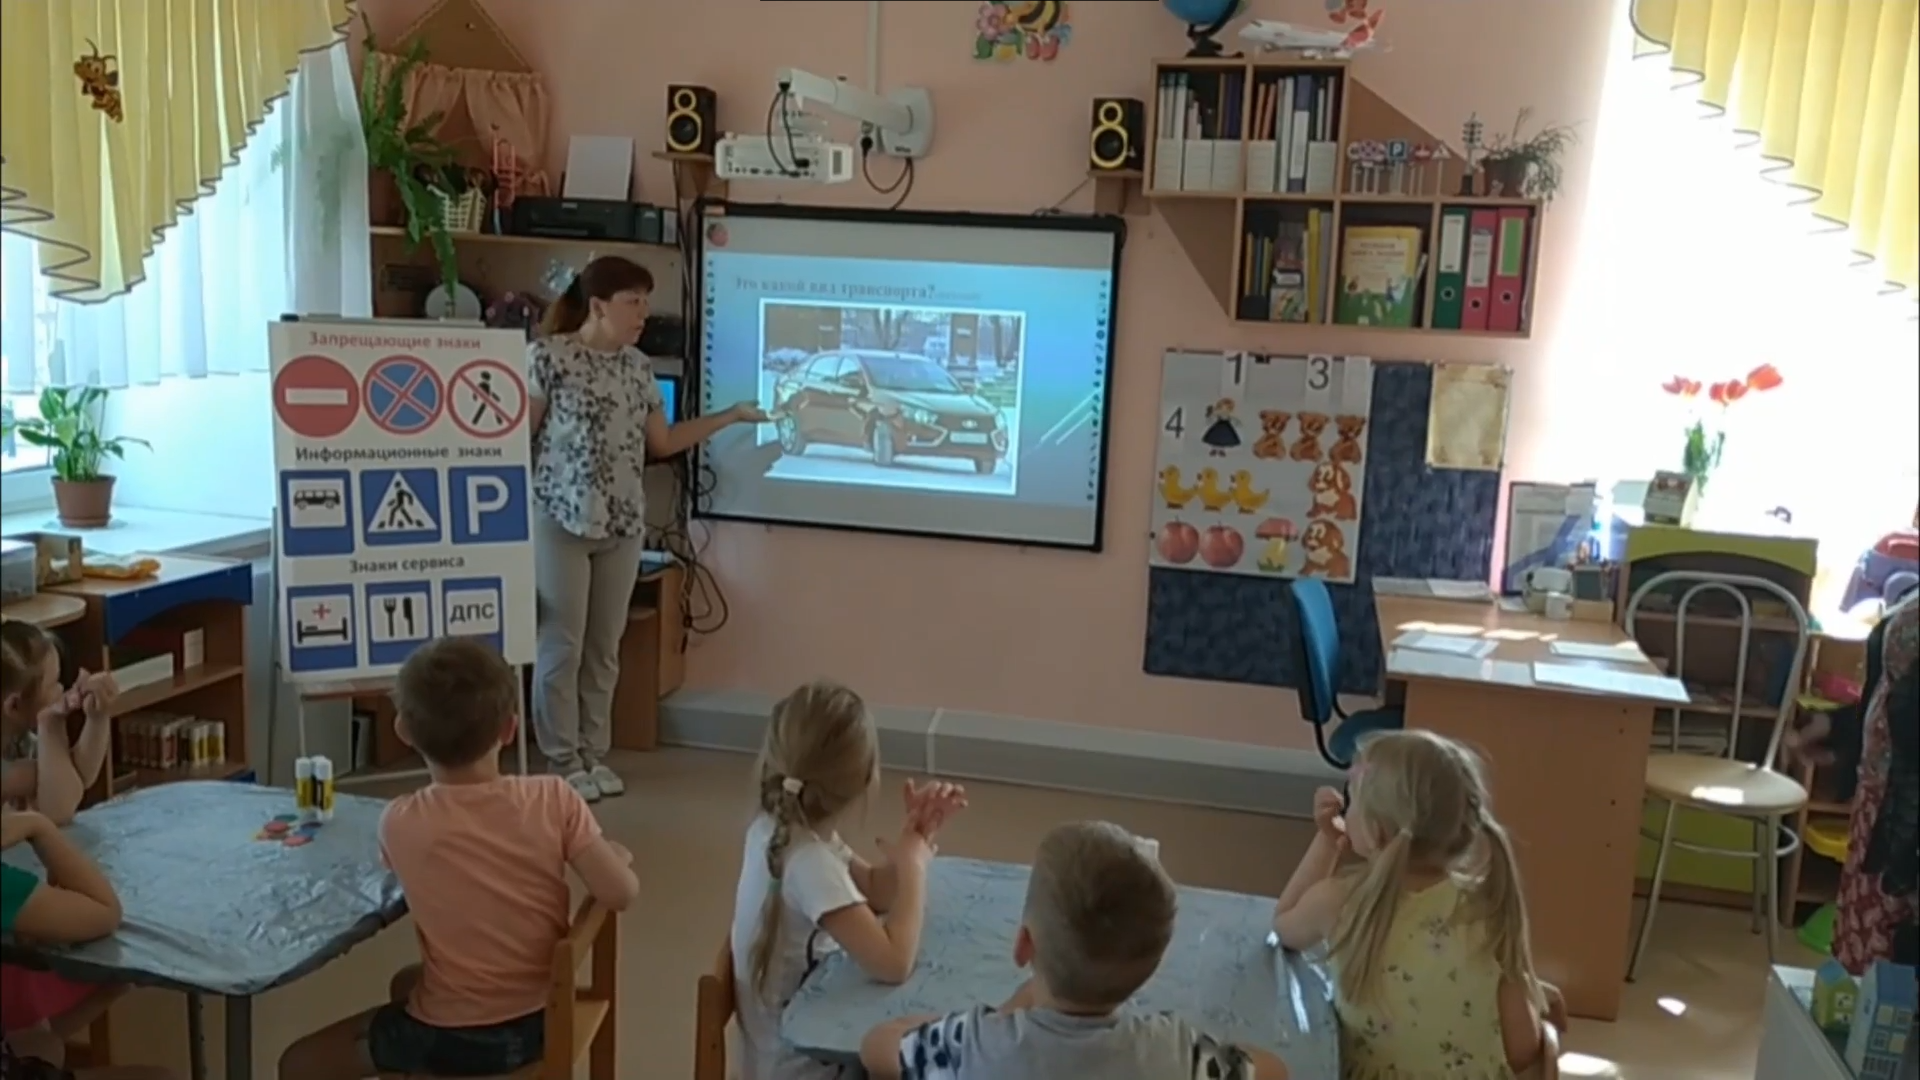 Это какой вид транспорта?
Запрещающие знаки
Информационные знаки
P
Знаки сервиса
ДПС
1 3
4
P